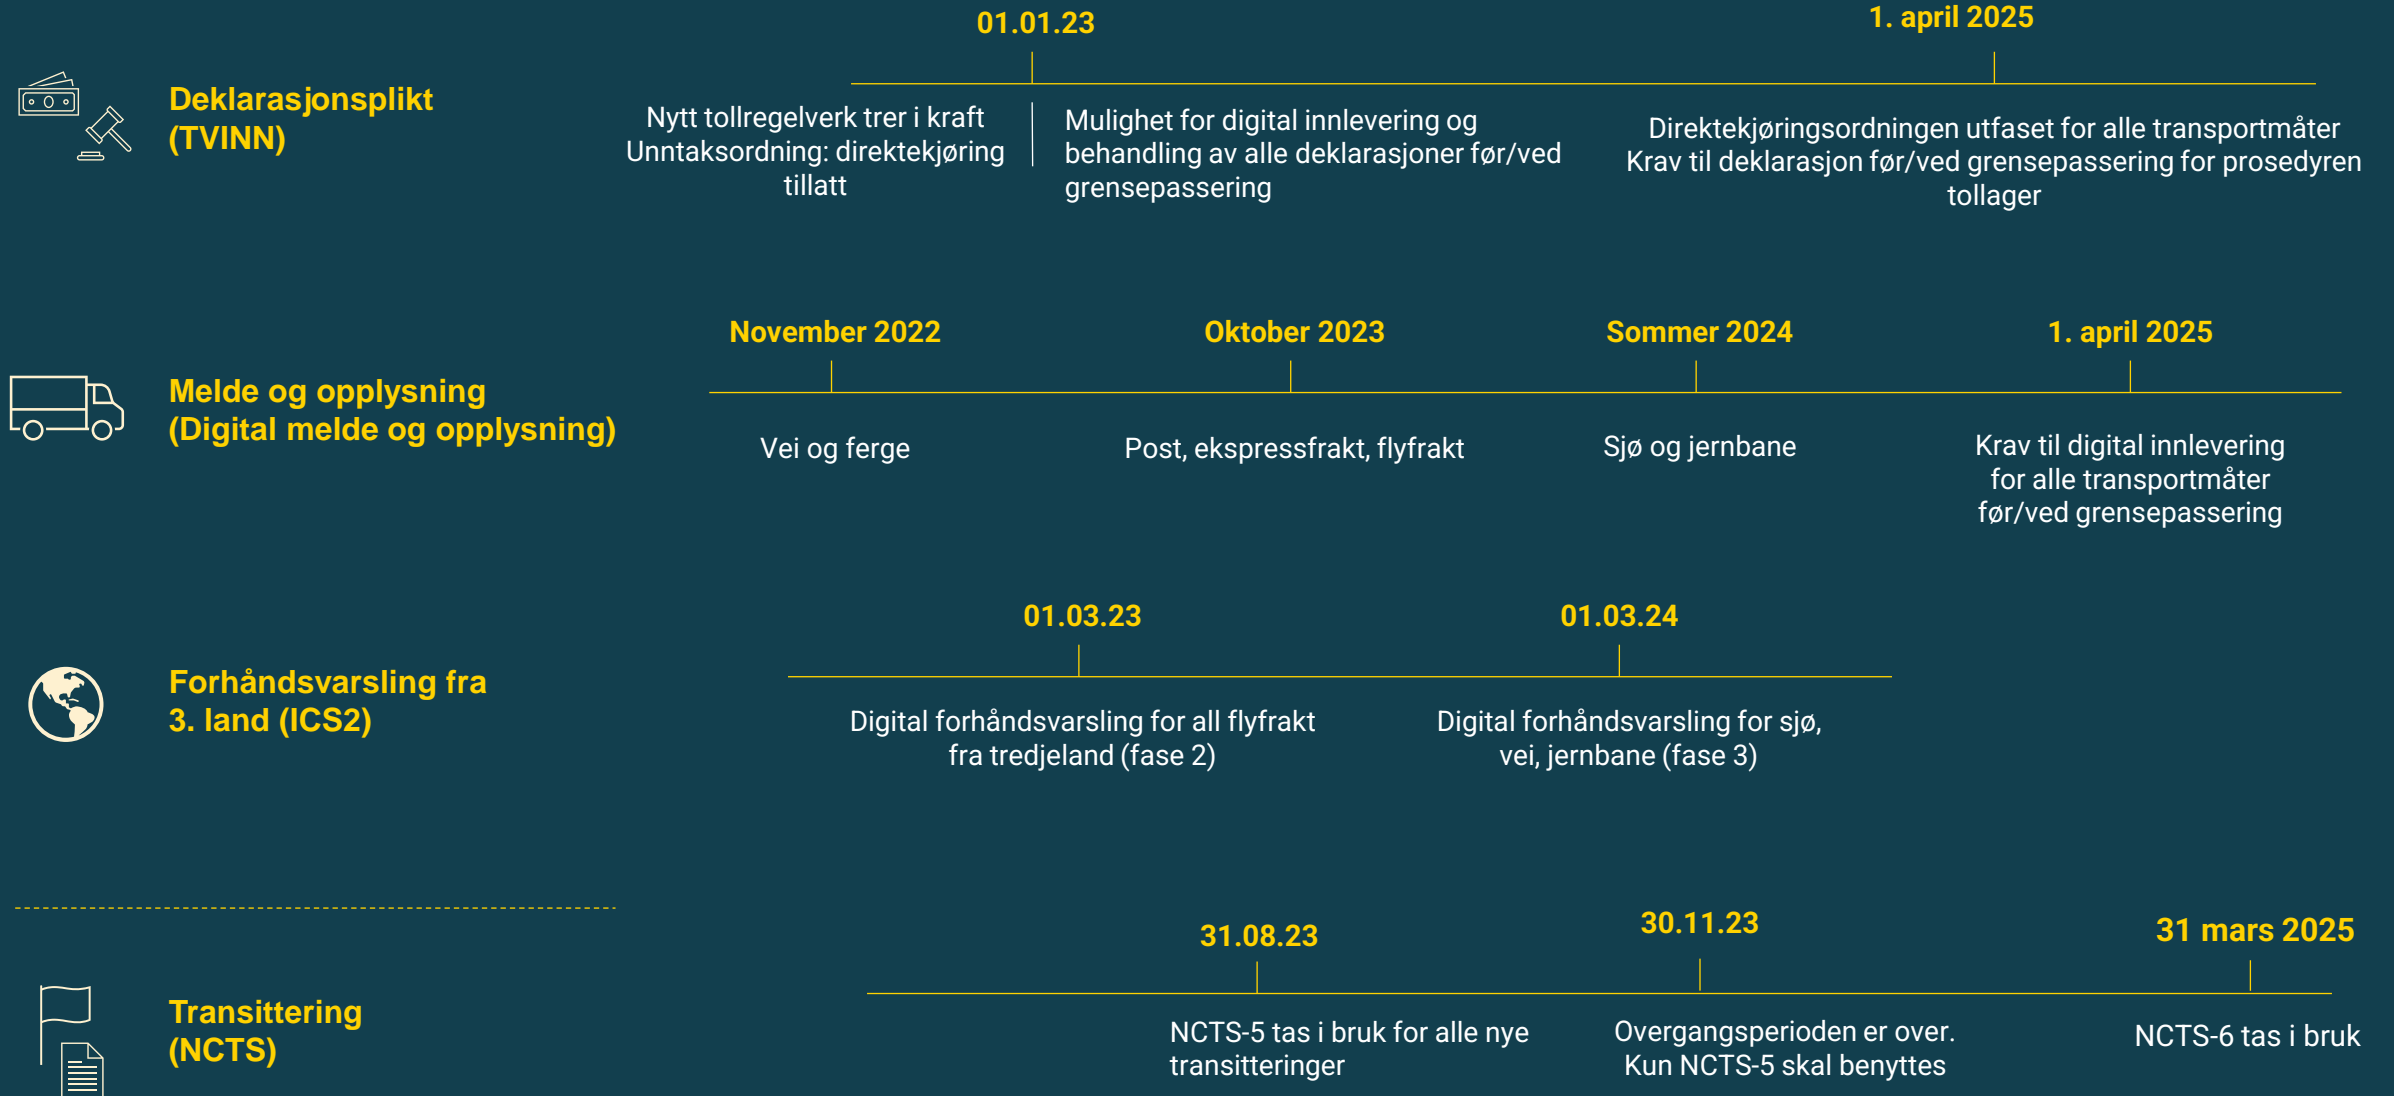 01.01.23
1. april 2025
Deklarasjonsplikt
(TVINN)
Nytt tollregelverk trer i kraft
Unntaksordning: direktekjøring
tillatt
Mulighet for digital innlevering og
behandling av alle deklarasjoner før/ved
grensepassering
Direktekjøringsordningen utfaset for alle transportmåter
Krav til deklarasjon før/ved grensepassering for prosedyren
tollager
November 2022
Oktober 2023
Sommer 2024
1. april 2025
Melde og opplysning
(Digital melde og opplysning)
Vei og ferge
Post, ekspressfrakt, flyfrakt
Sjø og jernbane
Krav til digital innlevering
for alle transportmåter
før/ved grensepassering
01.03.23
01.03.24
Forhåndsvarsling fra
3. land (ICS2)
Digital forhåndsvarsling for all flyfrakt
fra tredjeland (fase 2)
Digital forhåndsvarsling for sjø,
vei, jernbane (fase 3)
31.08.23
30.11.23
31 mars 2025
Transittering
(NCTS)
NCTS-5 tas i bruk for alle nye
transitteringer
Overgangsperioden er over.
Kun NCTS-5 skal benyttes
NCTS-6 tas i bruk